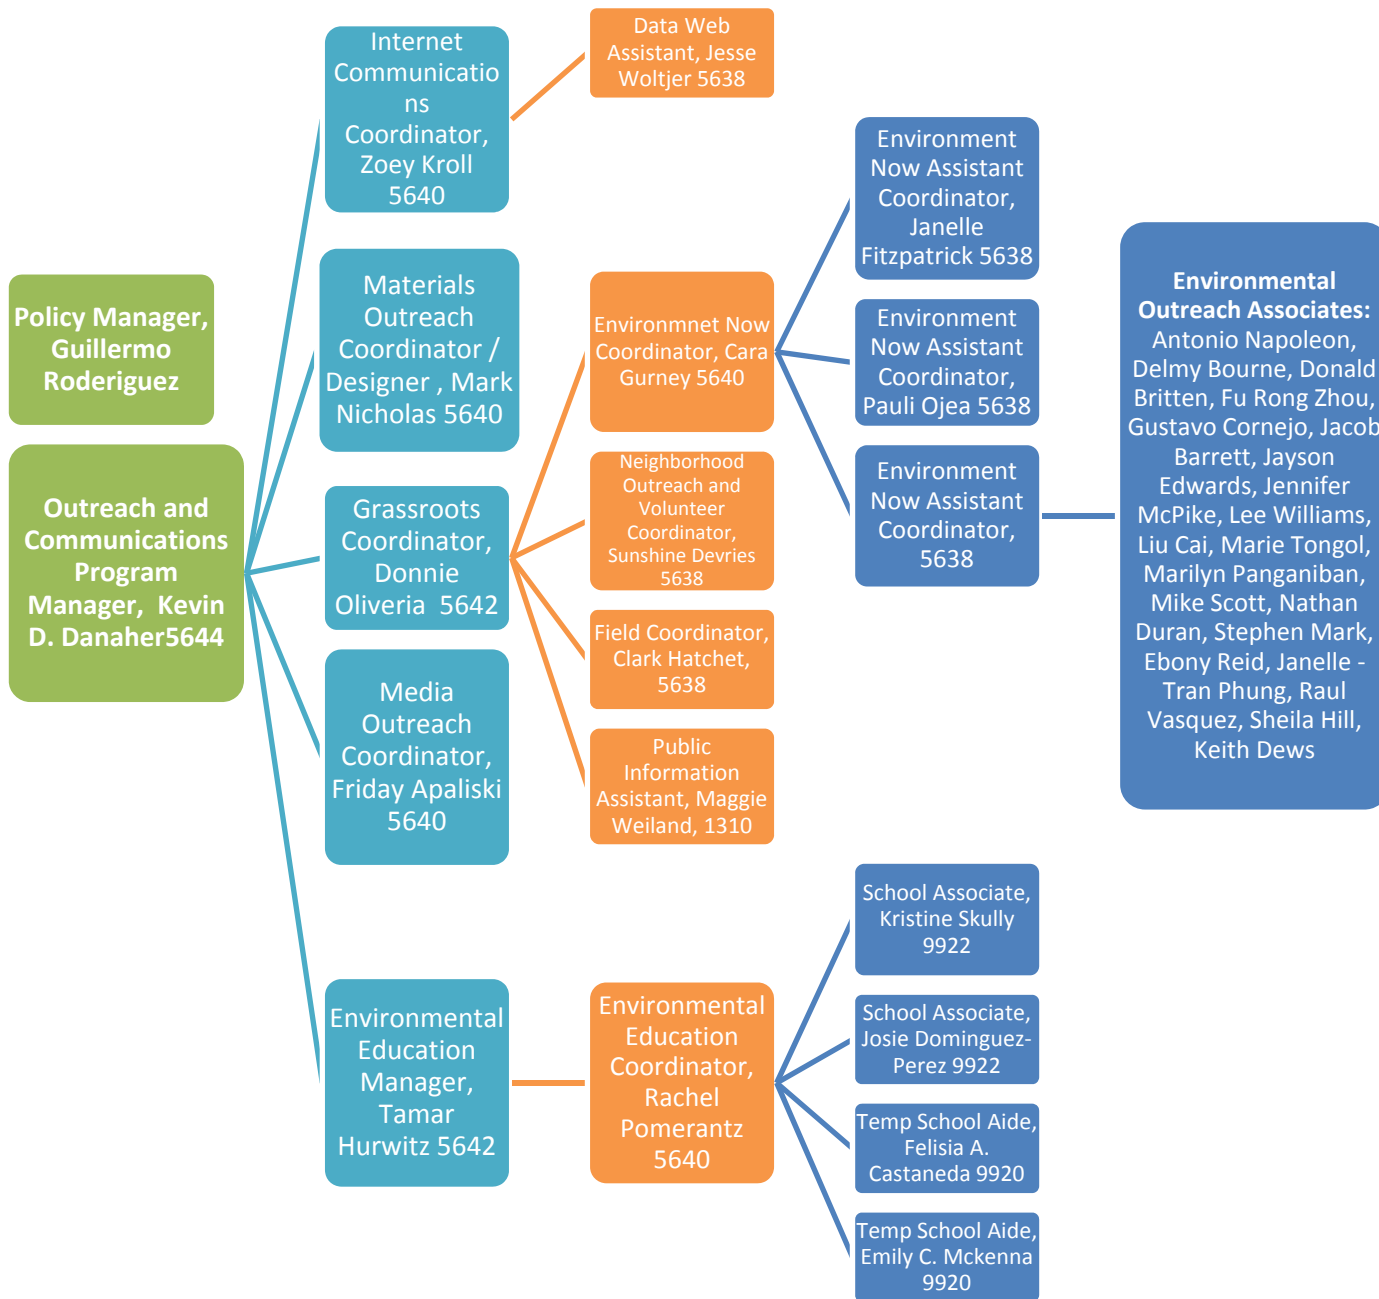 Policy Manager,
Guillermo
Roderiguez
Outreach and
Communications
Program
Manager, Kevin
D. Danaher5644
Internet
Communicatio
ns
Coordinator,
Zoey Kroll
5640
Materials
Outreach
Coordinator /
Designer , Mark
Nicholas 5640
Grassroots
Coordinator,
Donnie
Oliveria 5642
Media
Outreach
Coordinator,
Friday Apaliski
5640
Environmental
Education
Manager,
Tamar
Hurwitz 5642
Data Web
Assistant, Jesse
Woltjer 5638
Environmnet Now
Coordinator, Cara
Gurney 5640
Neighborhood
Outreach and
Volunteer
Coordinator,
Sunshine Devries
5638
Field Coordinator,
Clark Hatchet,
5638
Public
Information
Assistant, Maggie
Weiland, 1310
Environmental
Education
Coordinator,
Rachel
Pomerantz
5640
Environment
Now Assistant
Coordinator,
Janelle
Fitzpatrick 5638
Environment
Now Assistant
Coordinator,
Pauli Ojea 5638
Environment
Now Assistant
Coordinator,
5638
School Associate,
Kristine Skully
9922
School Associate,
Josie Dominguez-
Perez 9922
Temp School Aide,
Felisia A.
Castaneda 9920
Temp School Aide,
Emily C. Mckenna
9920
Environmental
Outreach Associates:
Antonio Napoleon,
Delmy Bourne, Donald
Britten, Fu Rong Zhou,
Gustavo Cornejo, Jacob
Barrett, Jayson
Edwards, Jennifer
McPike, Lee Williams,
Liu Cai, Marie Tongol,
Marilyn Panganiban,
Mike Scott, Nathan
Duran, Stephen Mark,
Ebony Reid, Janelle -
Tran Phung, Raul
Vasquez, Sheila Hill,
Keith Dews